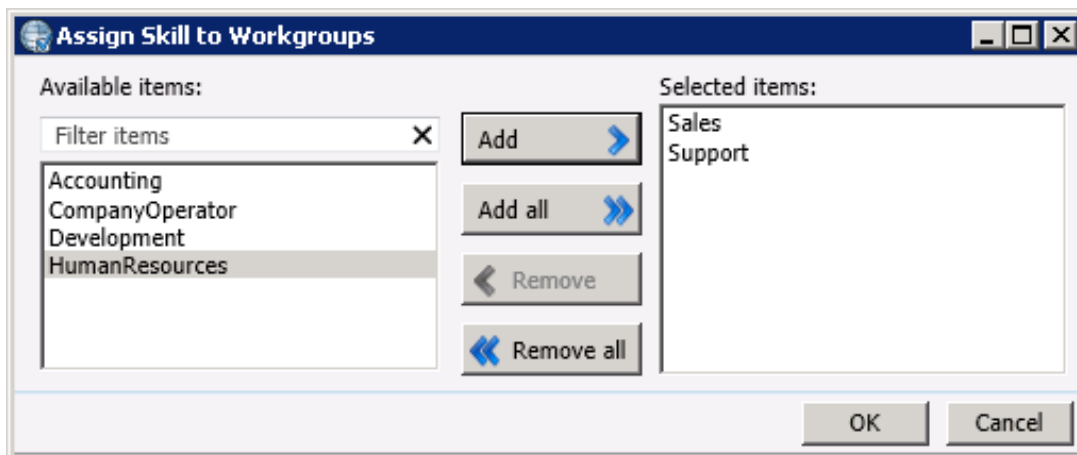 Assign Skill to Workgroups
Available items:
Filter items
Accounting
CompanyOperator
Development
HumanResources
Add
Add all
Remove
Remove all
Selected items:
Sales
Support
OK
Cancel